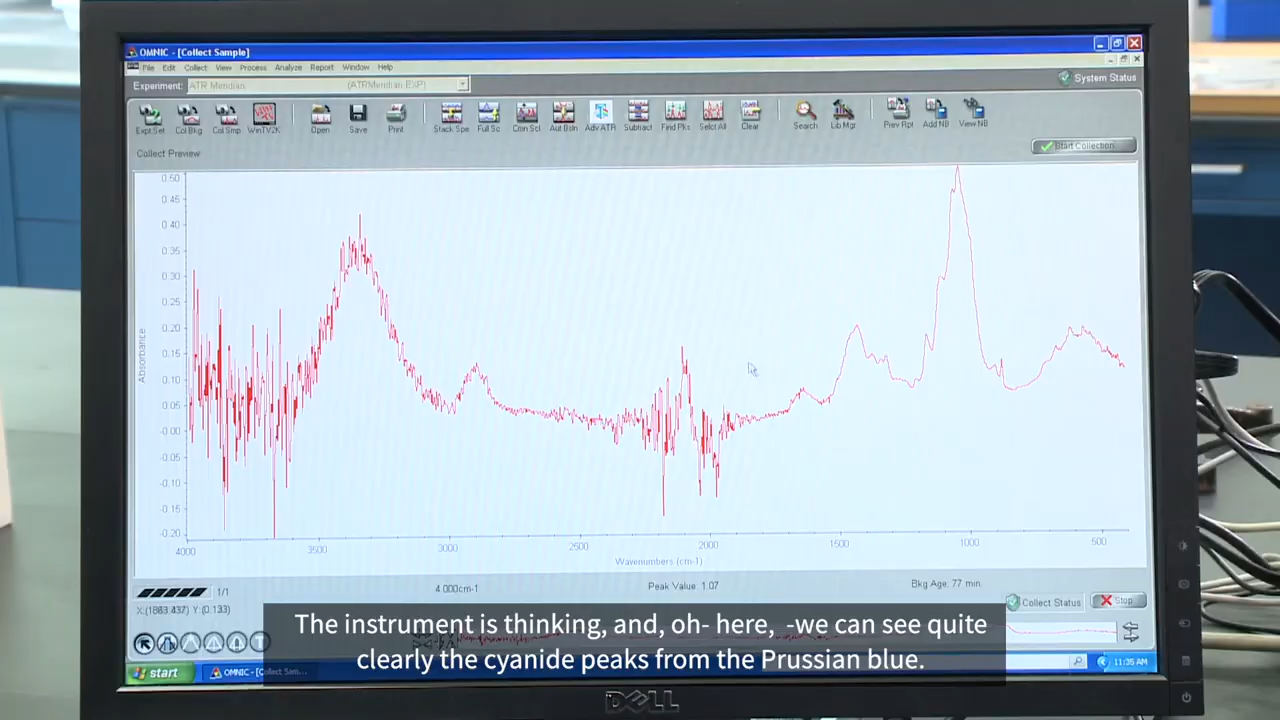 OMNIC - [Collect Sample]
File Edit Collect View Process Analyze Report Window Help
Experiment: ATR Meridian (ATRMeridian.EXP)
System Status
Expt Set Col Bkg Col Smp WinTV2K Open Save Print Stack Spe Full Sc Cmn Scl Aut Bsln Adv ATR Subtract Find Pks Selct All Clear Search Lib Mgr Prev Rpt Add NB View NB
Collect Preview
Start Collection
0.50
0.45
0.40
0.35
0.30
0.25
0.20
0.15
0.10
0.05
-0.00
-0.05
-0.10
-0.15
-0.20
Absorbance
4000 3500 3000 2500 2000 1500 1000 500
Wavenumbers (cm-1)
1/1
4.000cm-1
Peak Value: 1.07
Bkg Age: 77 min.
X:(1883.437) Y:(0.133)
Collect Status
Stop
The instrument is thinking, and, oh- here, -we can see quite
clearly the cyanide peaks from the Prussian blue.
start
OMNIC - [Collect Sam...
11:35 AM
DELL